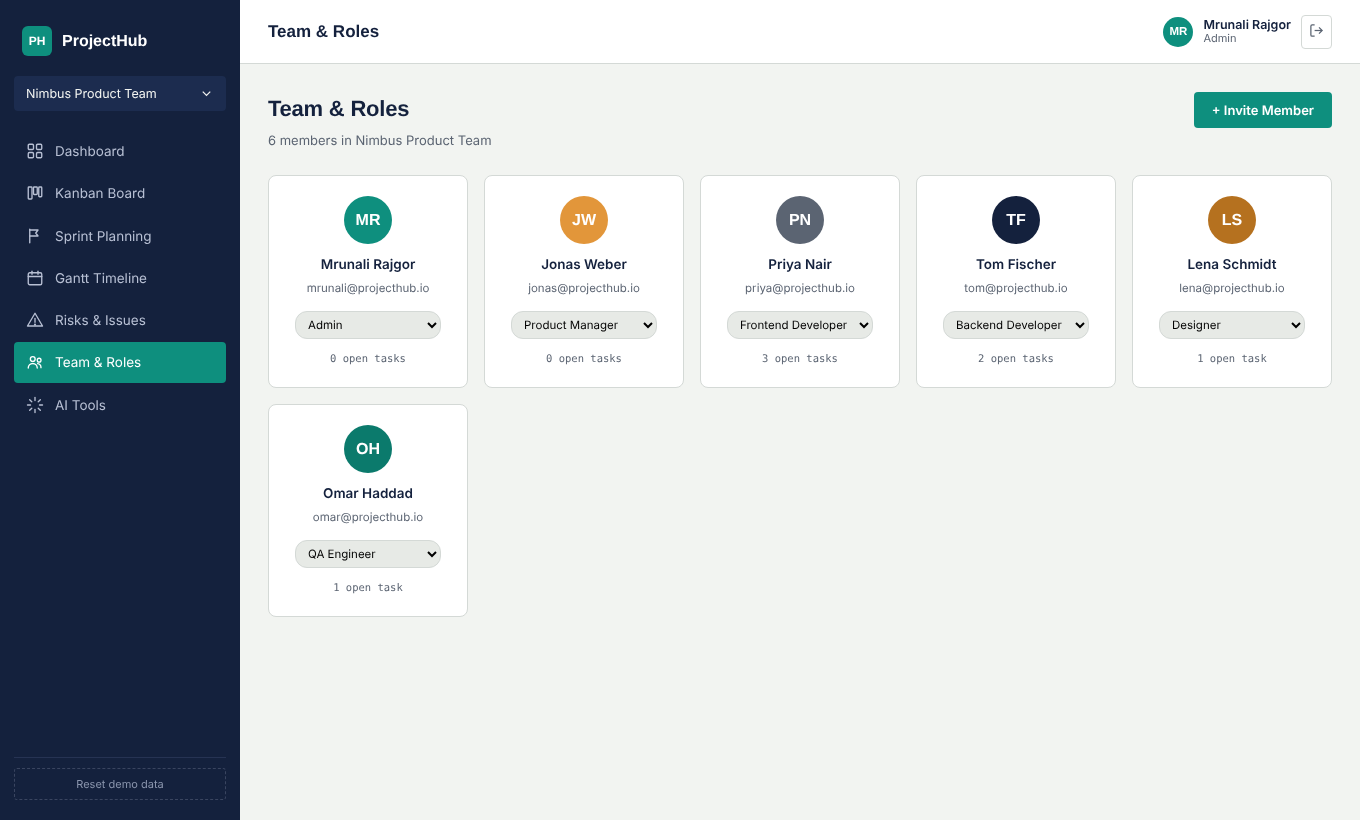 PH ProjectHub
Nimbus Product Team
Dashboard
Kanban Board
Sprint Planning
Gantt Timeline
Risks & Issues
Team & Roles
AI Tools
Reset demo data
Team & Roles
MR
Mrunali Rajgor
Admin
Team & Roles
6 members in Nimbus Product Team
+ Invite Member
MR
Mrunali Rajgor
mrunali@projecthub.io
Admin
0 open tasks
JW
Jonas Weber
jonas@projecthub.io
Product Manager
0 open tasks
PN
Priya Nair
priya@projecthub.io
Frontend Developer
3 open tasks
TF
Tom Fischer
tom@projecthub.io
Backend Developer
2 open tasks
LS
Lena Schmidt
lena@projecthub.io
Designer
1 open task
OH
Omar Haddad
omar@projecthub.io
QA Engineer
1 open task